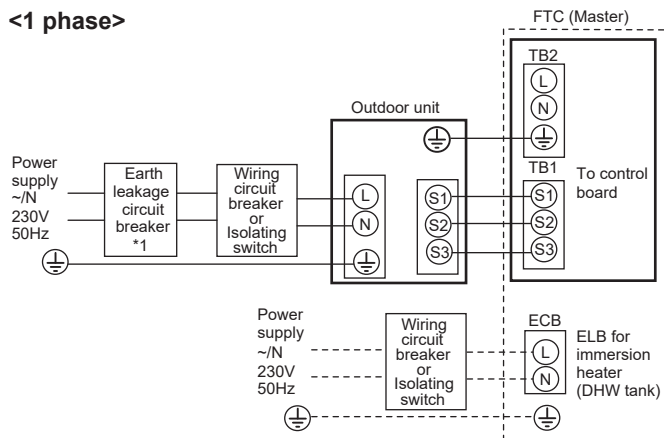 <1 phase>
FTC (Master)
TB2
L
N
Outdoor unit
Power
supply
~/N
230V
50Hz
Earth
leakage
circuit
breaker
*1
Wiring
circuit
breaker
or
Isolating
switch
L
N
S1
S2
S3
TB1
S1
S2
S3
To control
board
Power
supply
~/N
230V
50Hz
Wiring
circuit
breaker
or
Isolating
switch
ECB
L
N
ELB for
immersion
heater
(DHW tank)